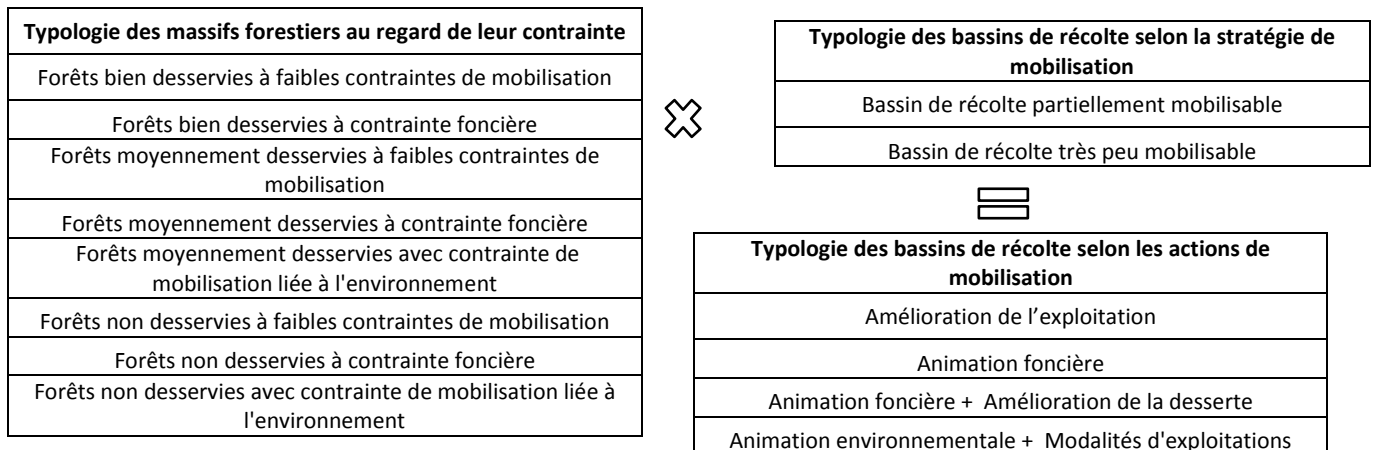 Typologie des massifs forestiers au regard de leur contrainte
Forêts bien desservies à faibles contraintes de mobilisation
Forêts bien desservies à contrainte foncière
Forêts moyennement desservies à faibles contraintes de
mobilisation
Forêts moyennement desservies à contrainte foncière
Forêts moyennement desservies avec contrainte de
mobilisation liée à l'environnement
Forêts non desservies à faibles contraintes de mobilisation
Forêts non desservies à contrainte foncière
Forêts non desservies avec contrainte de mobilisation liée à
l'environnement
Typologie des bassins de récolte selon la stratégie de
mobilisation
Bassin de récolte partiellement mobilisable
Bassin de récolte très peu mobilisable
Typologie des bassins de récolte selon les actions de
mobilisation
Amélioration de l’exploitation
Animation foncière
Animation foncière + Amélioration de la desserte
Animation environnementale + Modalités d'exploitations